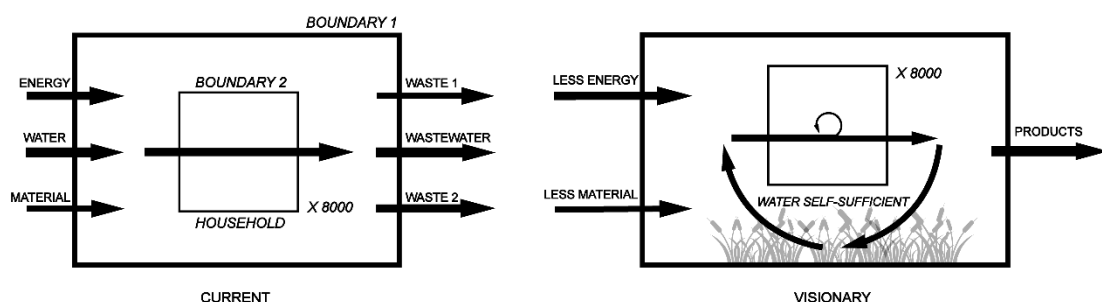 BOUNDARY 1
ENERGY
WATER
MATERIAL
BOUNDARY 2
HOUSEHOLD
X 8000
WASTE 1
WASTEWATER
WASTE 2
CURRENT
LESS ENERGY
LESS MATERIAL
X 8000
WATER SELF-SUFFICIENT
PRODUCTS
VISIONARY